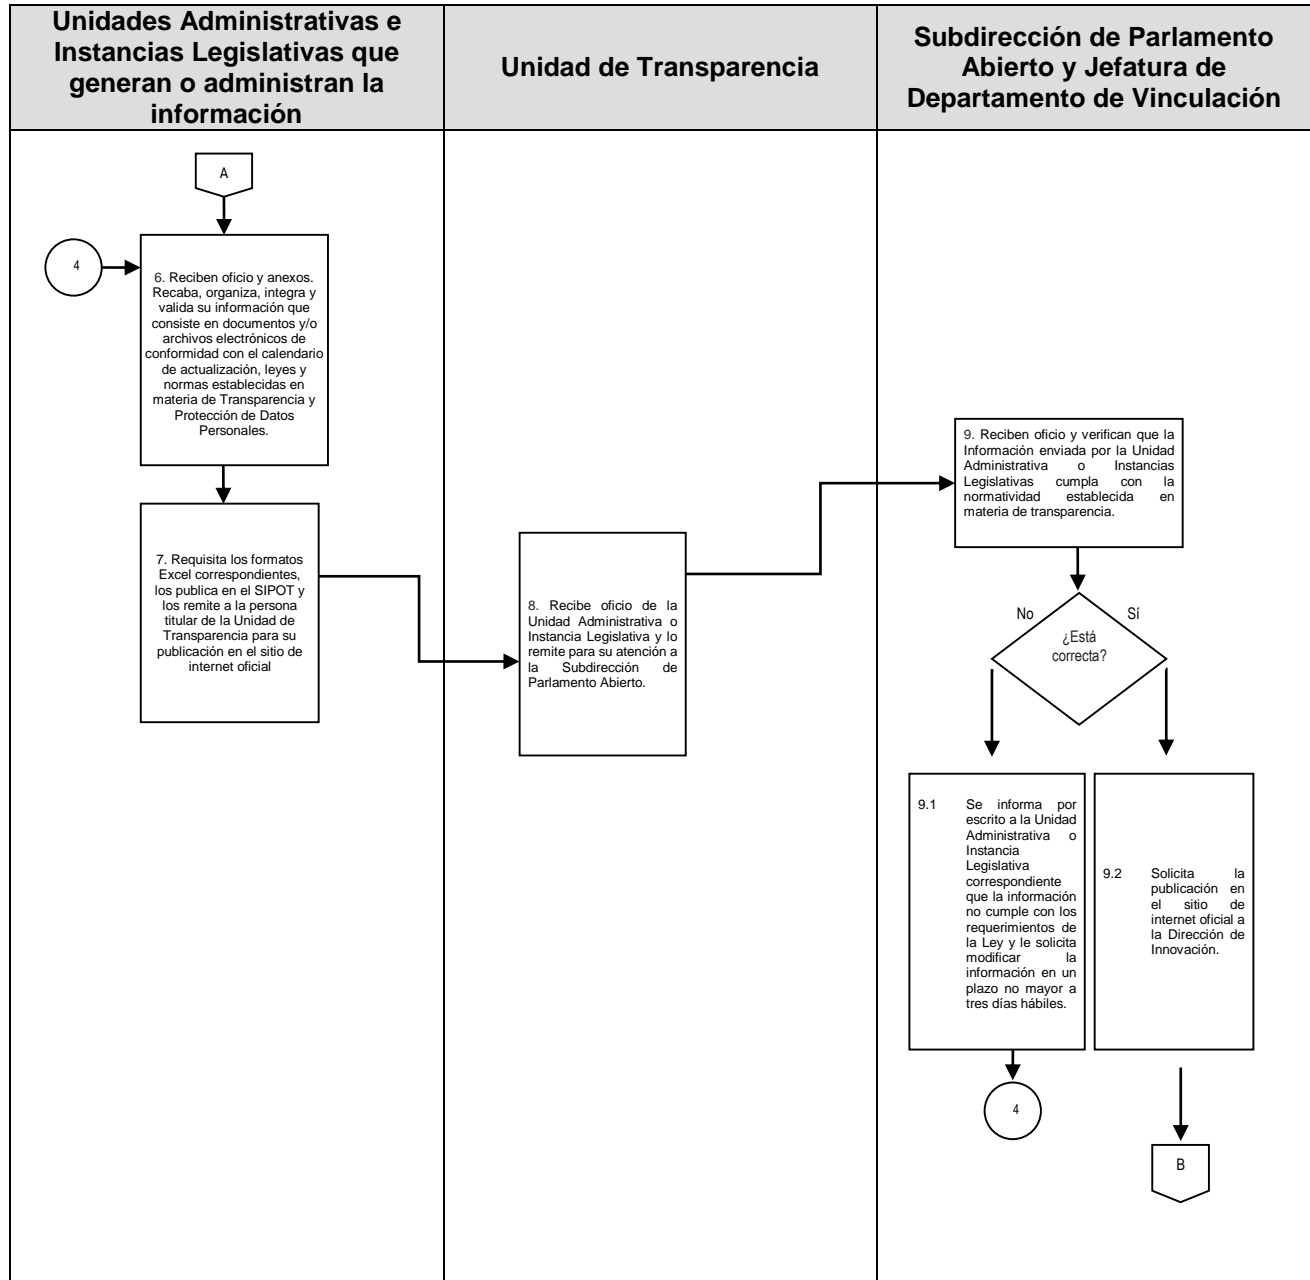 Unidades Administrativas e
Instancias Legislativas que
generan o administran la
información
Unidad de Transparencia
Subdirección de Parlamento
Abierto y Jefatura de
Departamento de Vinculación
A
4
6. Reciben oficio y anexos.
Recaba, organiza, integra y
valida su información que
consiste en documentos y/o
archivos electrónicos de
conformidad con el calendario
de actualización, leyes y
normas establecidas en
materia de Transparencia y
Protección de Datos
Personales.
7. Requisita los formatos
Excel correspondientes,
los publica en el SIPOT y
los remite a la persona
titular de la Unidad de
Transparencia para su
publicación en el sitio de
internet oficial
8. Recibe oficio de la
Unidad Administrativa o
Instancia Legislativa y lo
remite para su atención a
la Subdirección de
Parlamento Abierto.
9. Reciben oficio y verifican que la
Información enviada por la Unidad
Administrativa o Instancias
Legislativas cumpla con la
normatividad establecida en
materia de transparencia.
No
Sí
¿Está
correcta?
9.1 Se informa por
escrito a la Unidad
Administrativa o
Instancia
Legislativa
correspondiente
que la información
no cumple con los
requerimientos de
la Ley y le solicita
modificar la
información en un
plazo no mayor a
tres días hábiles.
9.2 Solicita la
publicación en
el sitio de
internet oficial a
la Dirección de
Innovación.
4
B